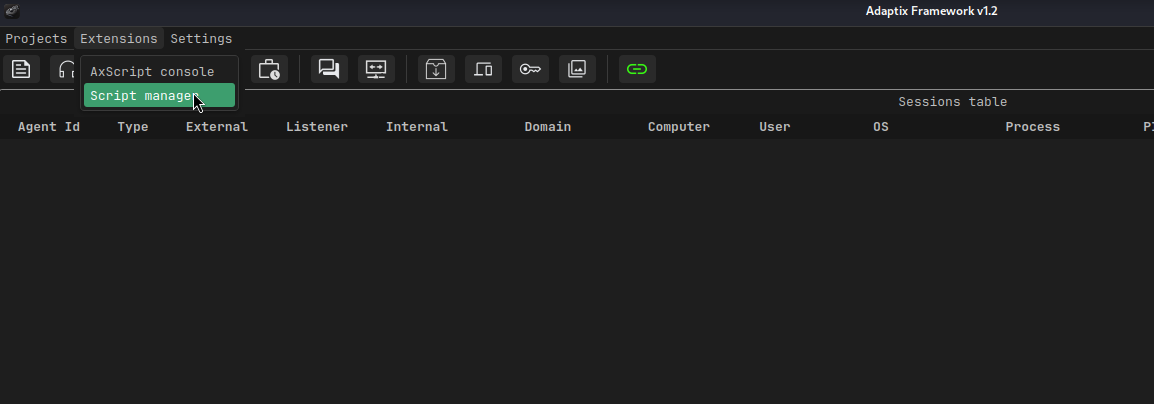 Adaptix Framework v1.2
Projects Extensions Settings
AxScript console
Script manager
Sessions table
Agent Id Type External Listener Internal Domain Computer User OS Process